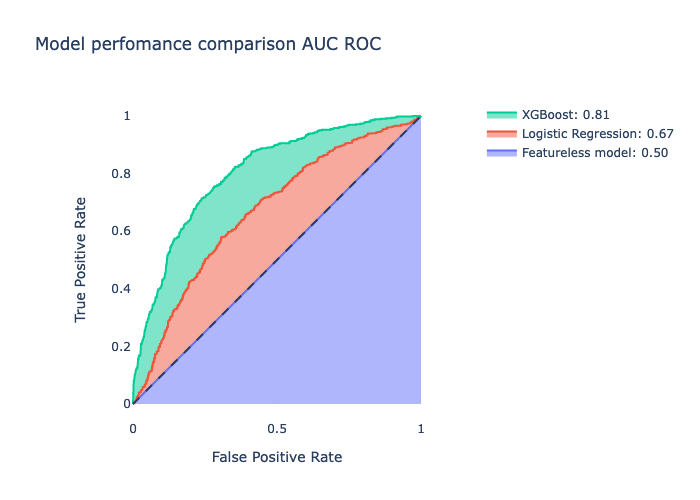 Model perfomance comparison AUC ROC
XGBoost: 0.81
Logistic Regression: 0.67
Featureless model: 0.50
True Positive Rate
1
0.8
0.6
0.4
0.2
0
0 0.5 1
False Positive Rate